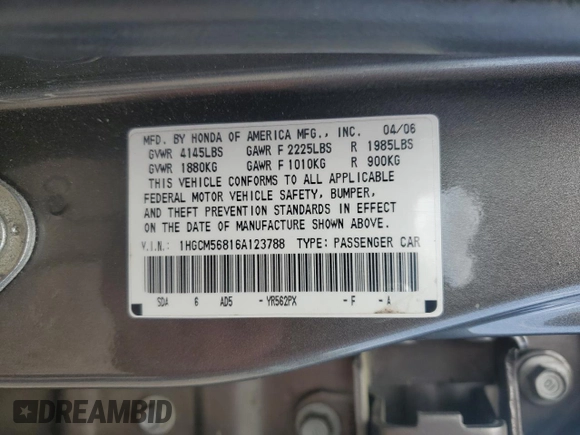 MFD. BY HONDA OF AMERICA MFG., INC. 04/06
GVWR 4145LBS GAWR F 2225LBS R 1985LBS
GVWR 1880KG GAWR F 1010KG R 900KG
THIS VEHICLE CONFORMS TO ALL APPLICABLE
FEDERAL MOTOR VEHICLE SAFETY, BUMPER,
AND THEFT PREVENTION STANDARDS IN EFFECT
ON THE DATE OF MANUFACTURE SHOWN ABOVE.
V.I.N.: 1HGCM56816A123788 TYPE: PASSENGER CAR
SDA 6 AD5 - YR562PX - F - A
DREAMBID